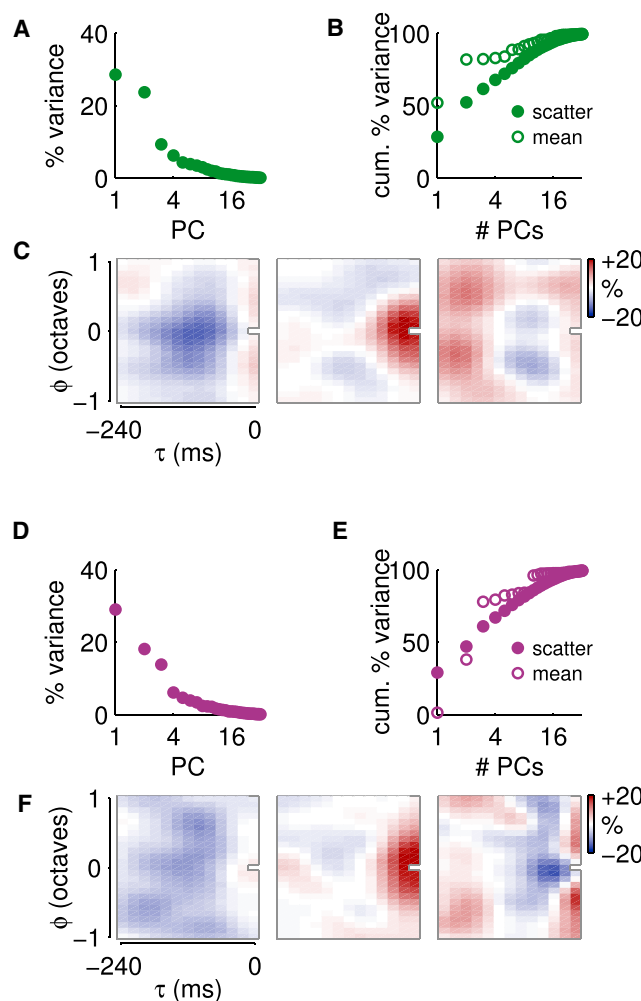 A
% variance
40
20
0
1
4
16
PC
B
cum. % variance
100
50
0
scatter
mean
1
4
16
# PCs
C
φ (octaves)
1
0
−1
−240
0
τ (ms)
+20
%
−20
D
% variance
40
20
0
1
4
16
PC
E
cum. % variance
100
50
0
scatter
mean
1
4
16
# PCs
F
φ (octaves)
1
0
−1
−240
0
τ (ms)
+20
%
−20